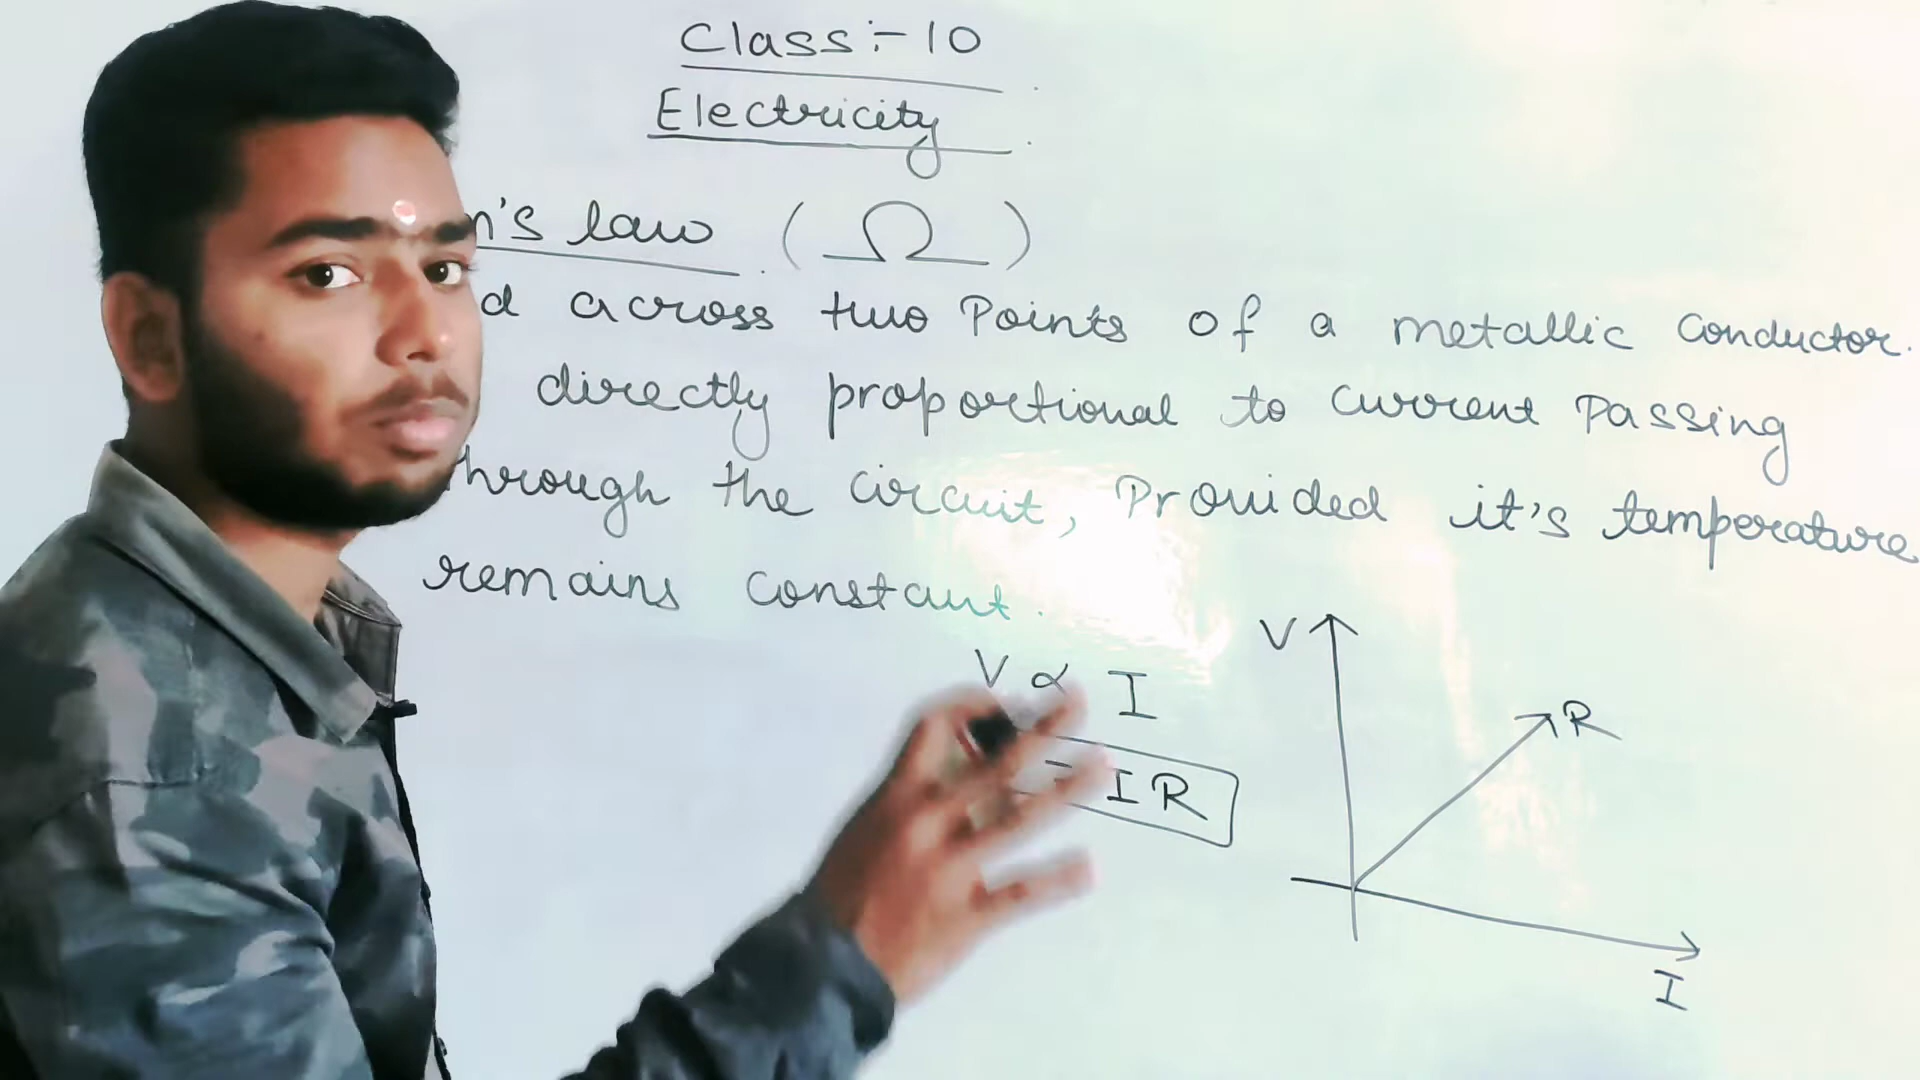 Class :- 10
Electricity
n's law (Ω)
d across two Points of a metallic Conductor.
directly proportional to current Passing
hrough the circuit, Provided it's temperature
remains constant.
V ∝ I
= IR
V
R
I